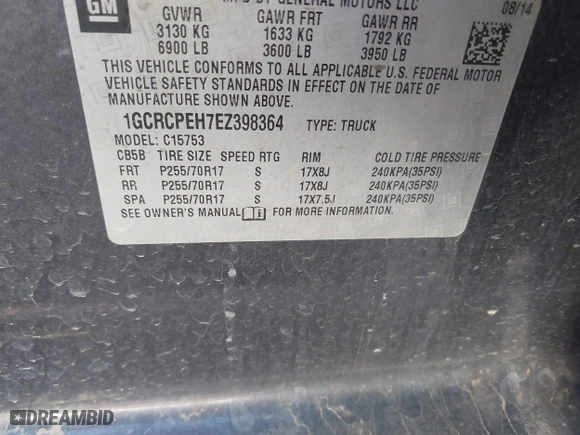 GM
MFD BY GENERAL MOTORS LLC
08/14
GVWR GAWR FRT GAWR RR
3130 KG 1633 KG 1792 KG
6900 LB 3600 LB 3950 LB
THIS VEHICLE CONFORMS TO ALL APPLICABLE U.S. FEDERAL MOTOR
VEHICLE SAFETY STANDARDS IN EFFECT ON THE DATE OF
MANUFACTURE SHOWN ABOVE.
1GCRCPEH7EZ398364 TYPE: TRUCK
MODEL: C15753
CB5B TIRE SIZE SPEED RTG RIM COLD TIRE PRESSURE
FRT P255/70R17 S 17X8J 240KPA(35PSI)
RR P255/70R17 S 17X8J 240KPA(35PSI)
SPA P255/70R17 S 17X7.5J 240KPA(35PSI)
SEE OWNER'S MANUAL FOR MORE INFORMATION.
DREAMBID